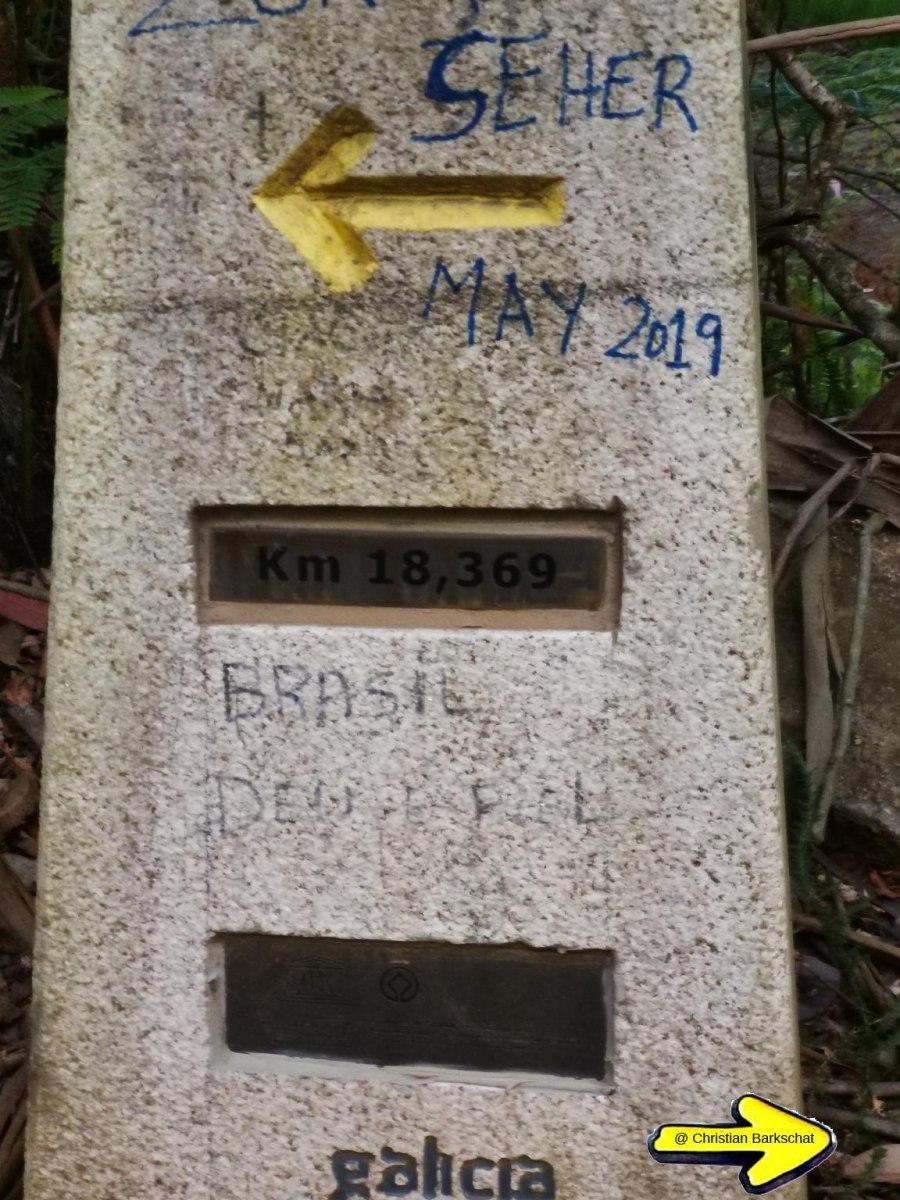 SEHER
MAY 2019
Km 18,369
BRASIL
galicia
@ Christian Barkschat